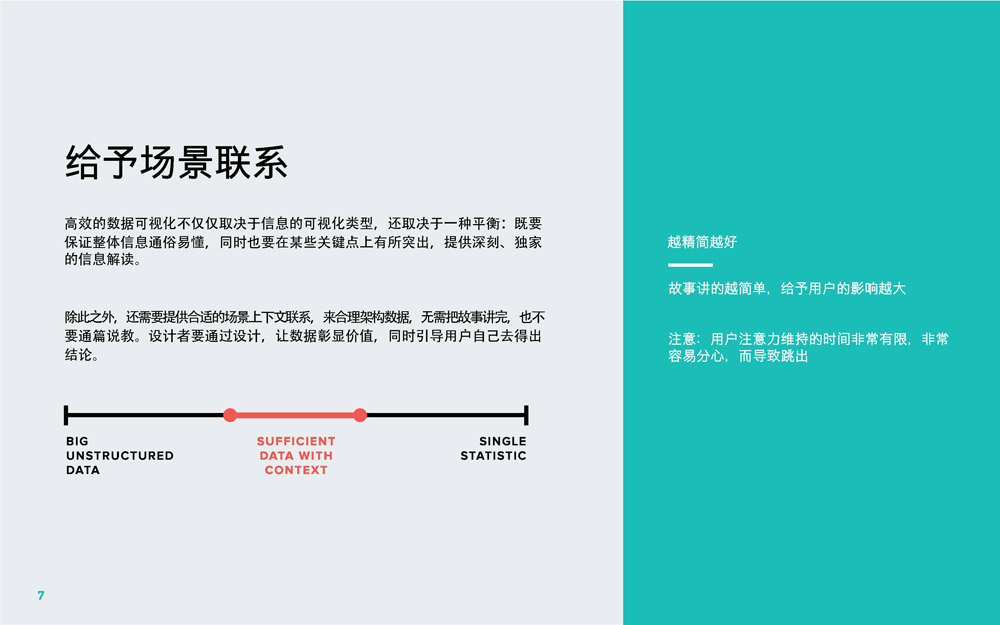 给予场景联系
高效的数据可视化不仅仅取决于信息的可视化类型，还取决于一种平衡：既要
保证整体信息通俗易懂，同时也要在某些关键点上有所突出，提供深刻、独家
的信息解读。
除此之外，还需要提供合适的场景上下文联系，来合理架构数据，无需把故事讲完，也不
要通篇说教。设计者要通过设计，让数据彰显价值，同时引导用户自己去得出
结论。
BIG
UNSTRUCTURED
DATA
SUFFICIENT
DATA WITH
CONTEXT
SINGLE
STATISTIC
7
越精简越好
故事讲的越简单，给予用户的影响越大
注意：用户注意力维持的时间非常有限，非常
容易分心，而导致跳出